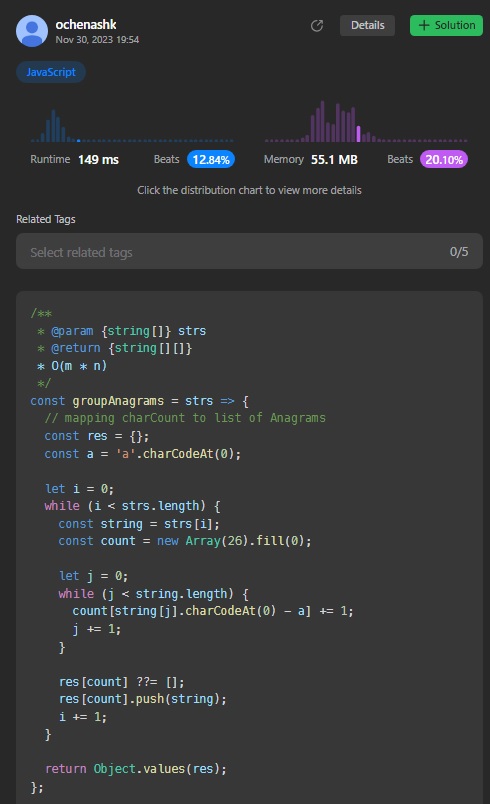 ochenashk
Nov 30, 2023 19:54
Details
+ Solution
JavaScript
Runtime 149 ms Beats 12.84%
Memory 55.1 MB Beats 20.10%
Click the distribution chart to view more details
Related Tags
Select related tags 0/5
/**
 * @param {string[]} strs
 * @return {string[][]}
 * O(m * n)
 */
const groupAnagrams = strs => {
  // mapping charCount to list of Anagrams
  const res = {};
  const a = 'a'.charCodeAt(0);

  let i = 0;
  while (i < strs.length) {
    const string = strs[i];
    const count = new Array(26).fill(0);

    let j = 0;
    while (j < string.length) {
      count[string[j].charCodeAt(0) - a] += 1;
      j += 1;
    }

    res[count] ??= [];
    res[count].push(string);
    i += 1;
  }

  return Object.values(res);
};